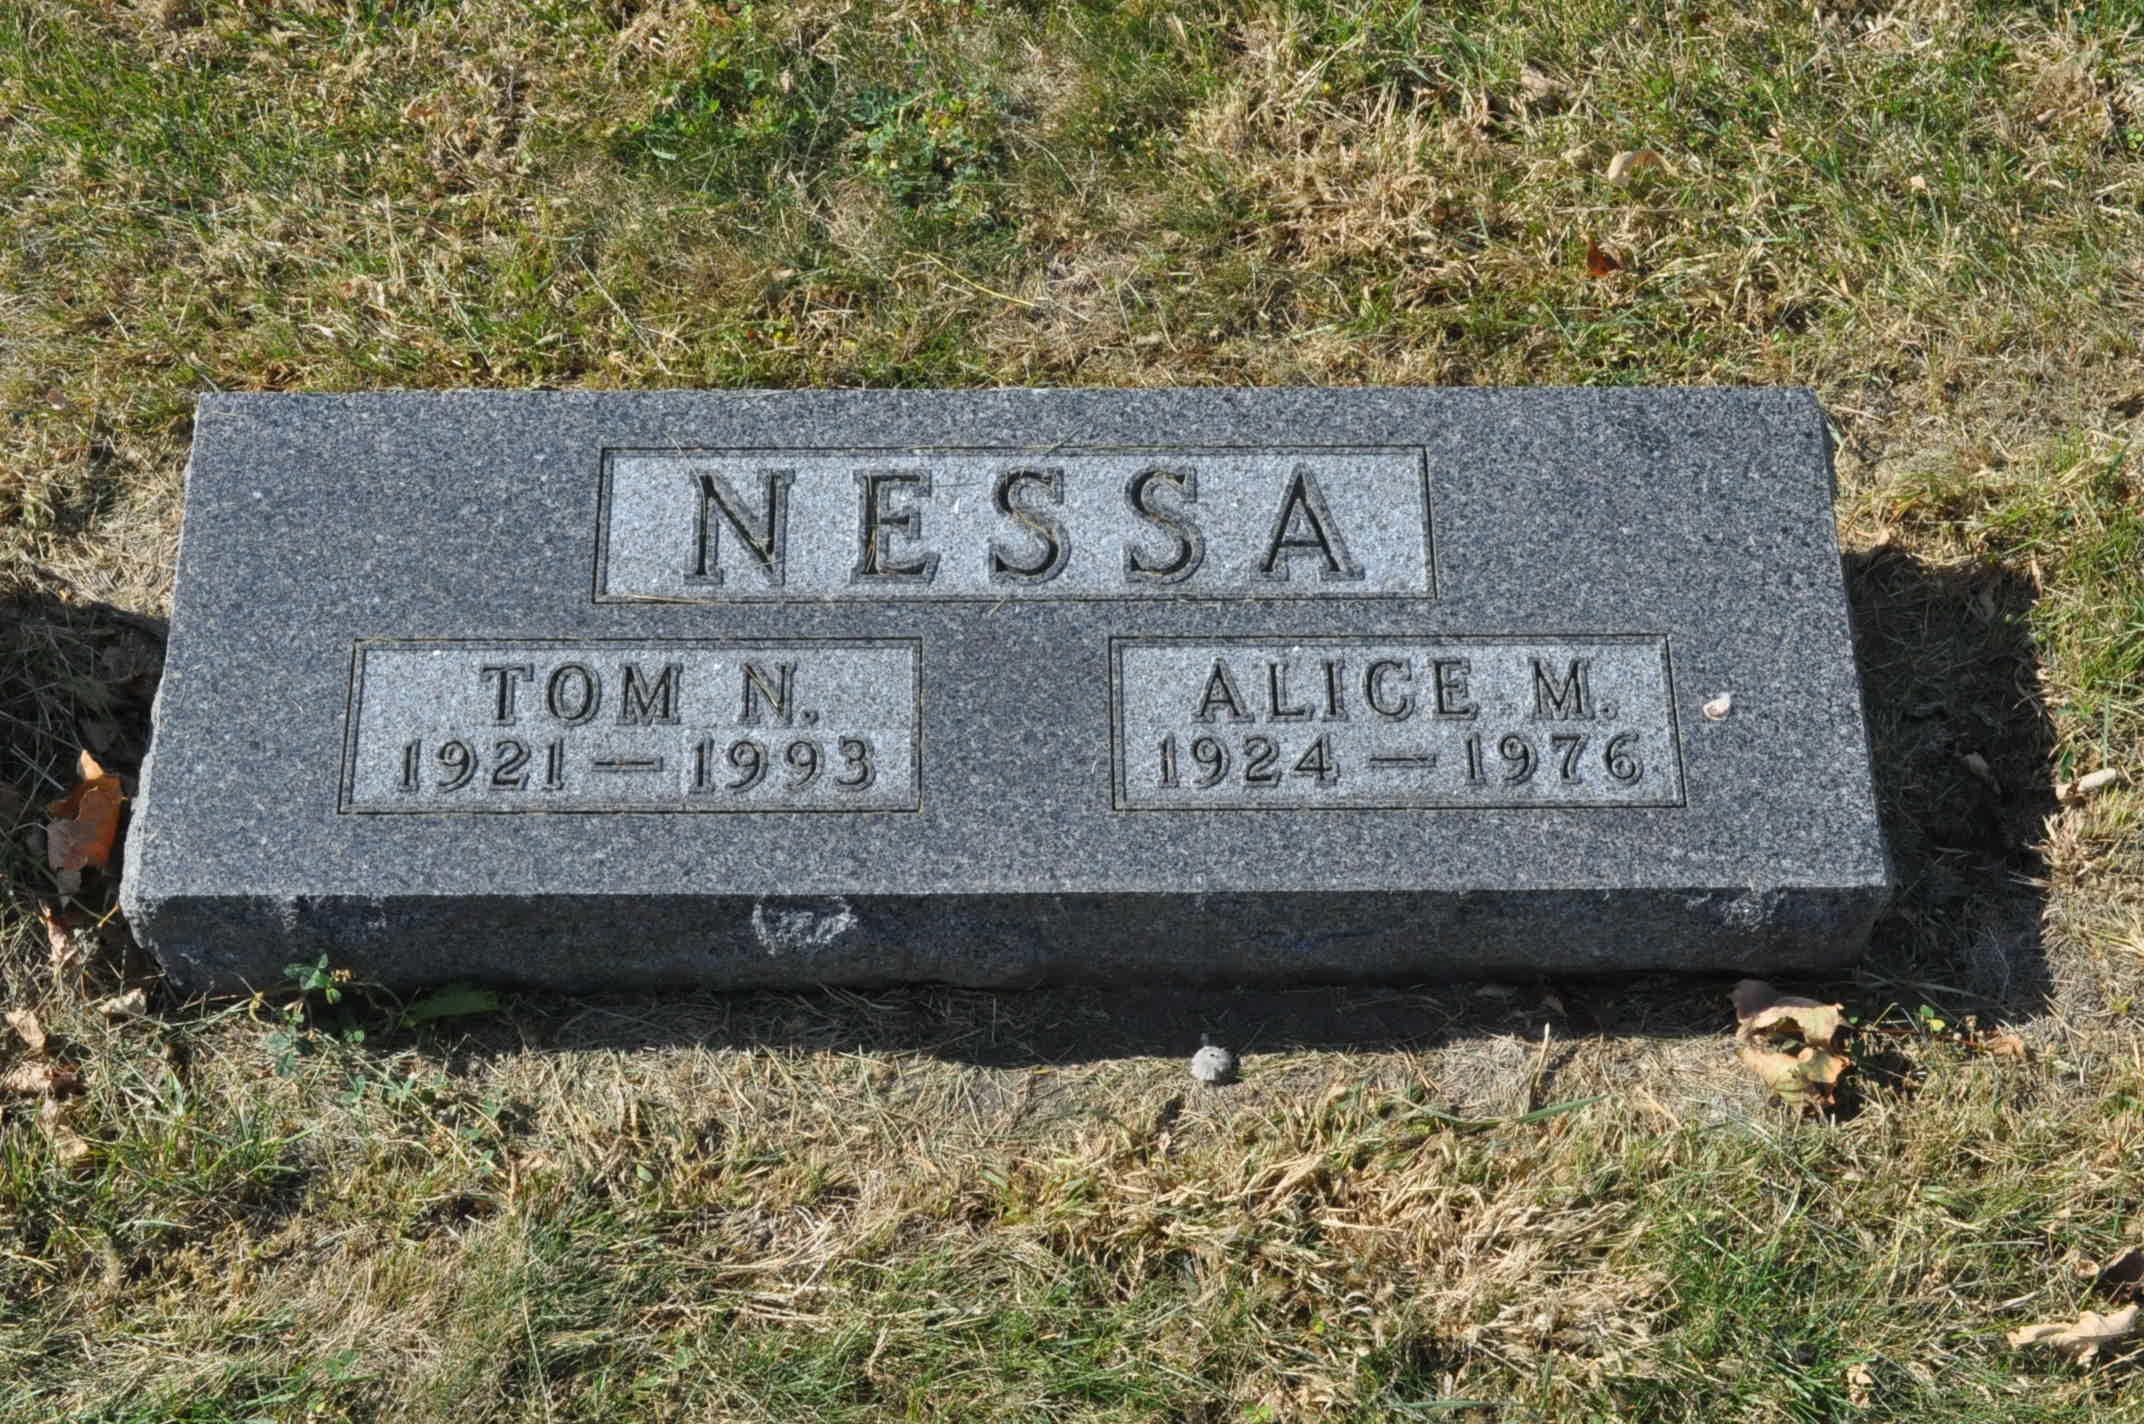 NESSA
TOM N.
1921 — 1993
ALICE M.
1924 — 1976